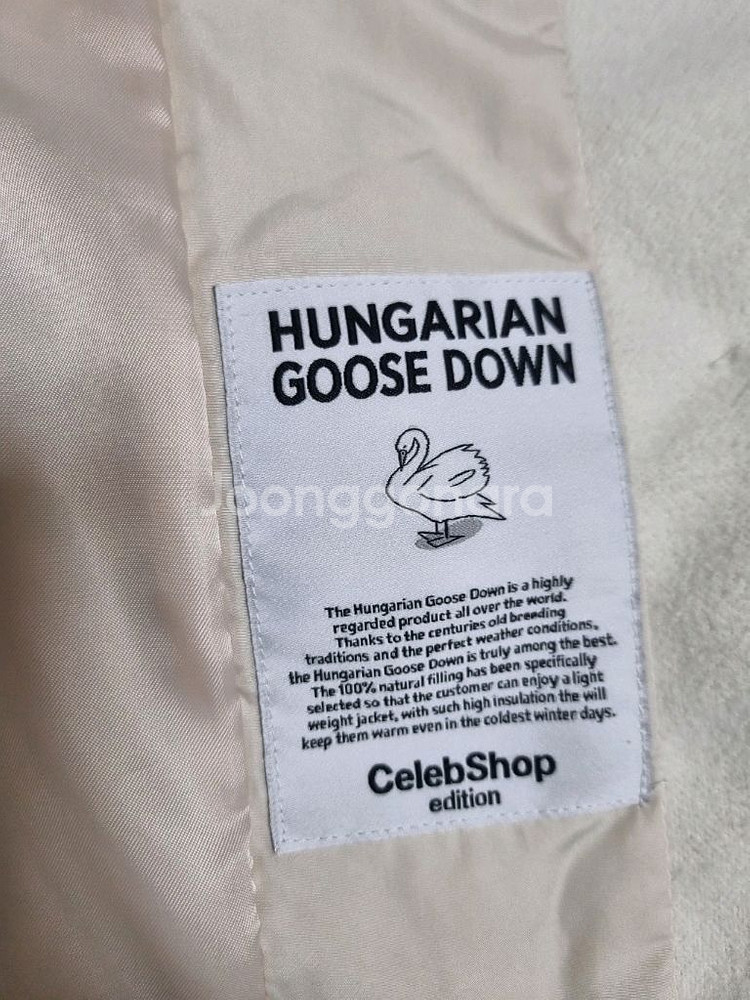 HUNGARIAN
GOOSE DOWN
Joonggonara
The Hungarian Goose Down is a highly
regarded product all over the world.
Thanks to the centuries old breeding
traditions and the perfect weather conditions,
the Hungarian Goose Down is truly among the best.
The 100% natural filling has been specifically
selected so that the customer can enjoy a light
weight jacket, with such high insulation the will
keep them warm even in the coldest winter days.
CelebShop
edition